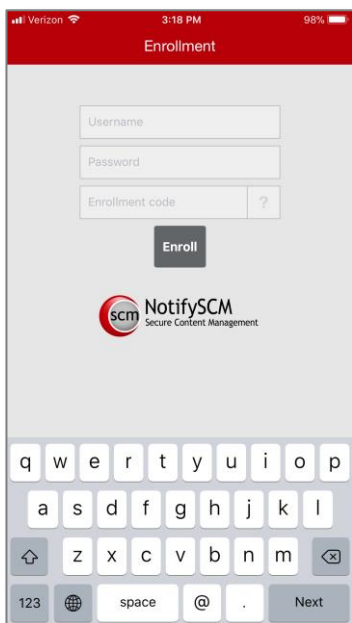 Verizon 3:18 PM 98%
Enrollment
Username
Password
Enrollment code ?
Enroll
scm NotifySCM
Secure Content Management
q w e r t y u i o p
a s d f g h j k l
z x c v b n m
123 space @ . Next